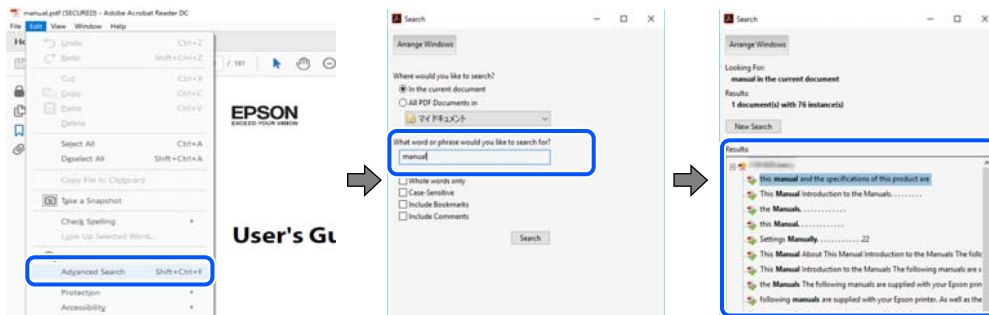 manual.pdf (SECURED) - Adobe Acrobat Reader DC
File Edit View Window Help
Undo Ctrl+Z
Redo Shift+Ctrl+Z
Cut Ctrl+X
Copy Ctrl+C
Paste Ctrl+V
Delete
Select All Ctrl+A
Deselect All Shift+Ctrl+A
Copy File to Clipboard
Take a Snapshot
Check Spelling
Look Up Selected Word...
Advanced Search Shift+Ctrl+F
Protection
Accessibility
/ 191
EPSON
EXCEED YOUR VISION
User's Gu
Search
Arrange Windows
Where would you like to search?
In the current document
All PDF Documents in
マイ ドキュメント
What word or phrase would you like to search for?
manual
Whole words only
Case-Sensitive
Include Bookmarks
Include Comments
Search
Search
Arrange Windows
Looking For:
manual in the current document
Results:
1 document(s) with 76 instance(s)
New Search
Results:
this manual and the specifications of this product are
This Manual Introduction to the Manuals. . . . . . . . .
the Manuals. . . . . . . . . . . . .
this Manual. . . . . . . . . . . . .
Settings Manually. . . . . . . . . . . . .22
This Manual About This Manual Introduction to the Manuals The follo
This Manual Introduction to the Manuals The following manuals are s
the Manuals The following manuals are supplied with your Epson prin
following manuals are supplied with your Epson printer. As well as the